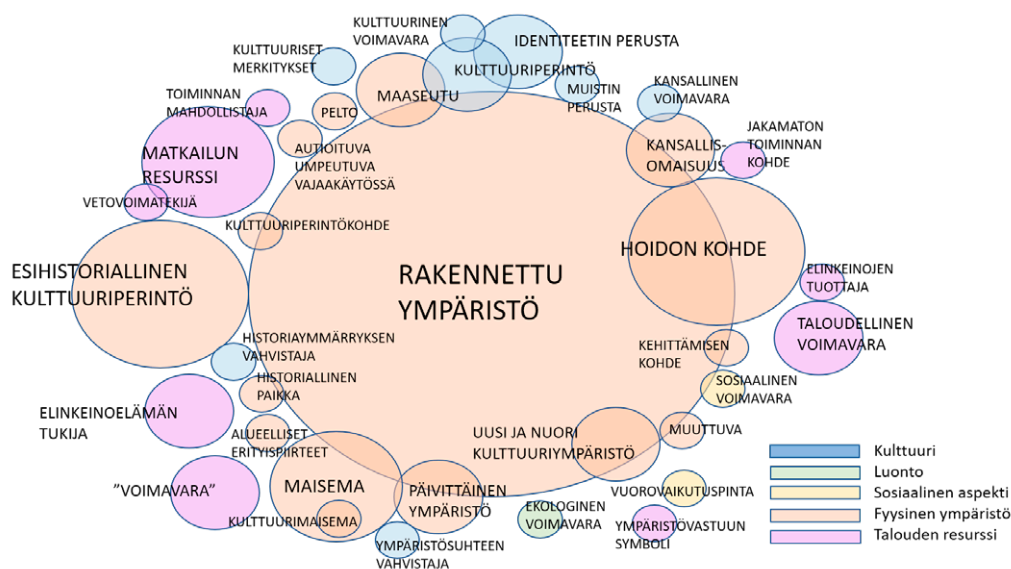 KULTTUURINEN
VOIMAVARA
IDENTITEETIN PERUSTA
KULTTUURISET
MERKITYKSET
KULTTUURIPERINTÖ
MAASEUTU
MUISTIN
PERUSTA
KANSALLINEN
VOIMAVARA
TOIMINNAN
MAHDOLLISTAJA
PELTO
JAKAMATON
TOIMINNAN
KOHDE
KANSALLIS-
OMAISUUS
MATKAILUN
RESURSSI
AUTIOITUVA
UMPEUTUVA
VAJAAKÄYTÖSSÄ
VETOVOIMATEKIJÄ
KULTTUURIPERINTÖKOHDE
HOIDON KOHDE
ESIHISTORIALLINEN
KULTTUURIPERINTÖ
RAKENNETTU
YMPÄRISTÖ
ELINKEINOJEN
TUOTTAJA
TALOUDELLINEN
VOIMAVARA
HISTORIAYMMÄRRYKSEN
VAHVISTAJA
KEHITTÄMISEN
KOHDE
HISTORIALLINEN
PAIKKA
SOSIAALINEN
VOIMAVARA
ELINKEINOELÄMÄN
TUKIJA
ALUEELLISET
ERITYISPIIRTEET
UUSI JA NUORI
KULTTUURIYMPÄRISTÖ
MUUTTUVA
"VOIMAVARA"
MAISEMA
KULTTUURIMAISEMA
PÄIVITTÄINEN
YMPÄRISTÖ
VUOROVAIKUTUSPINTA
EKOLOGINEN
VOIMAVARA
YMPÄRISTÖVASTUUN
SYMBOLI
YMPÄRISTÖSUHTEEN
VAHVISTAJA
Kulttuuri
Luonto
Sosiaalinen aspekti
Fyysinen ympäristö
Talouden resurssi